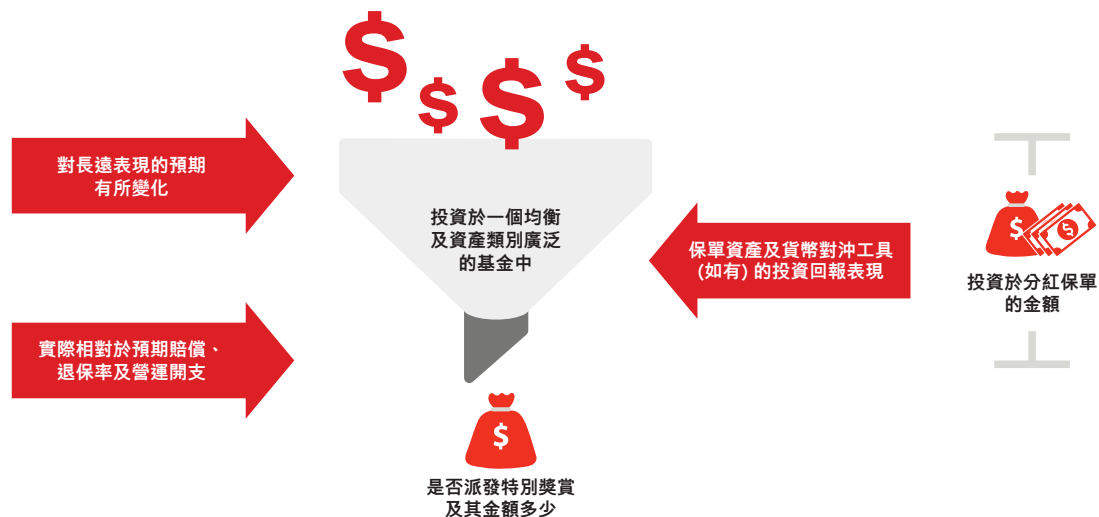 對長遠表現的預期
有所變化
投資於一個均衡
及資產類別廣泛
的基金中
保單資產及貨幣對沖工具
(如有) 的投資回報表現
投資於分紅保單
的金額
實際相對於預期賠償、
退保率及營運開支
是否派發特別獎賞
及其金額多少